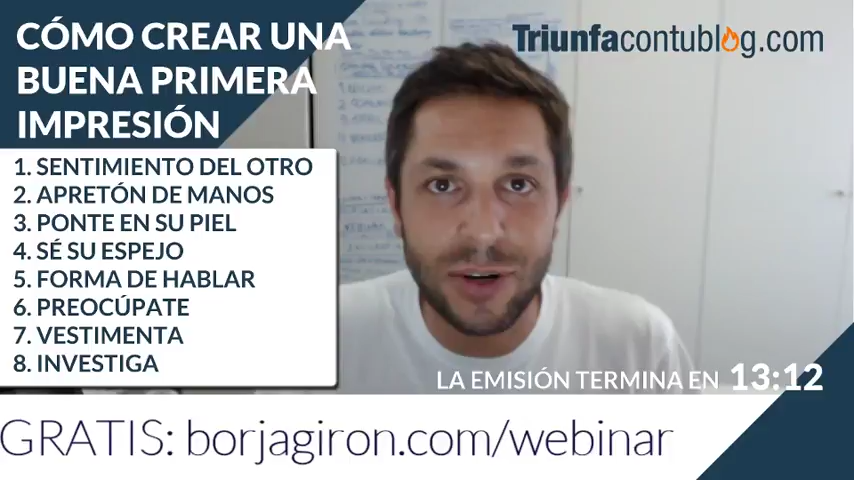 CÓMO CREAR UNA
BUENA PRIMERA
IMPRESIÓN
Triunfacontublog.com
1. SENTIMIENTO DEL OTRO
2. APRETÓN DE MANOS
3. PONTE EN SU PIEL
4. SÉ SU ESPEJO
5. FORMA DE HABLAR
6. PREOCÚPATE
7. VESTIMENTA
8. INVESTIGA
LA EMISIÓN TERMINA EN 13:12
GRATIS: borjagiron.com/webinar